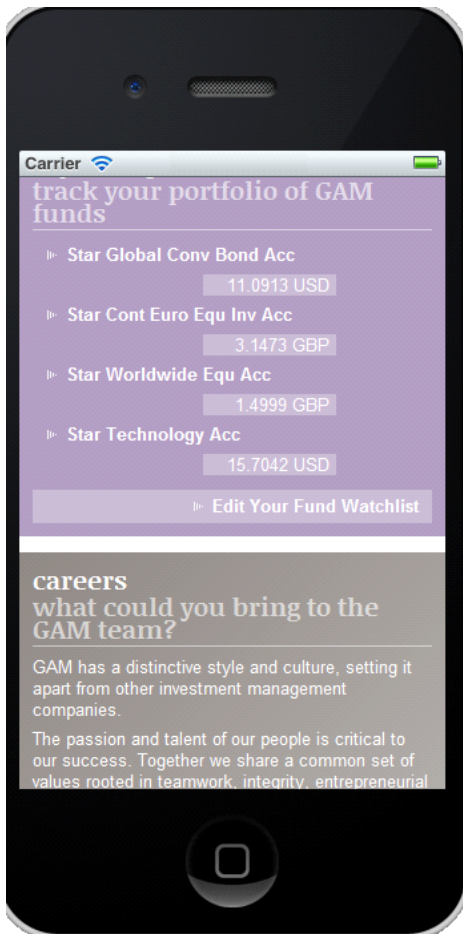 Carrier
track your portfolio of GAM
funds
Star Global Conv Bond Acc
11.0913 USD
Star Cont Euro Equ Inv Acc
3.1473 GBP
Star Worldwide Equ Acc
1.4999 GBP
Star Technology Acc
15.7042 USD
Edit Your Fund Watchlist
careers
what could you bring to the
GAM team?
GAM has a distinctive style and culture, setting it
apart from other investment management
companies.
The passion and talent of our people is critical to
our success. Together we share a common set of
values rooted in teamwork, integrity, entrepreneurial